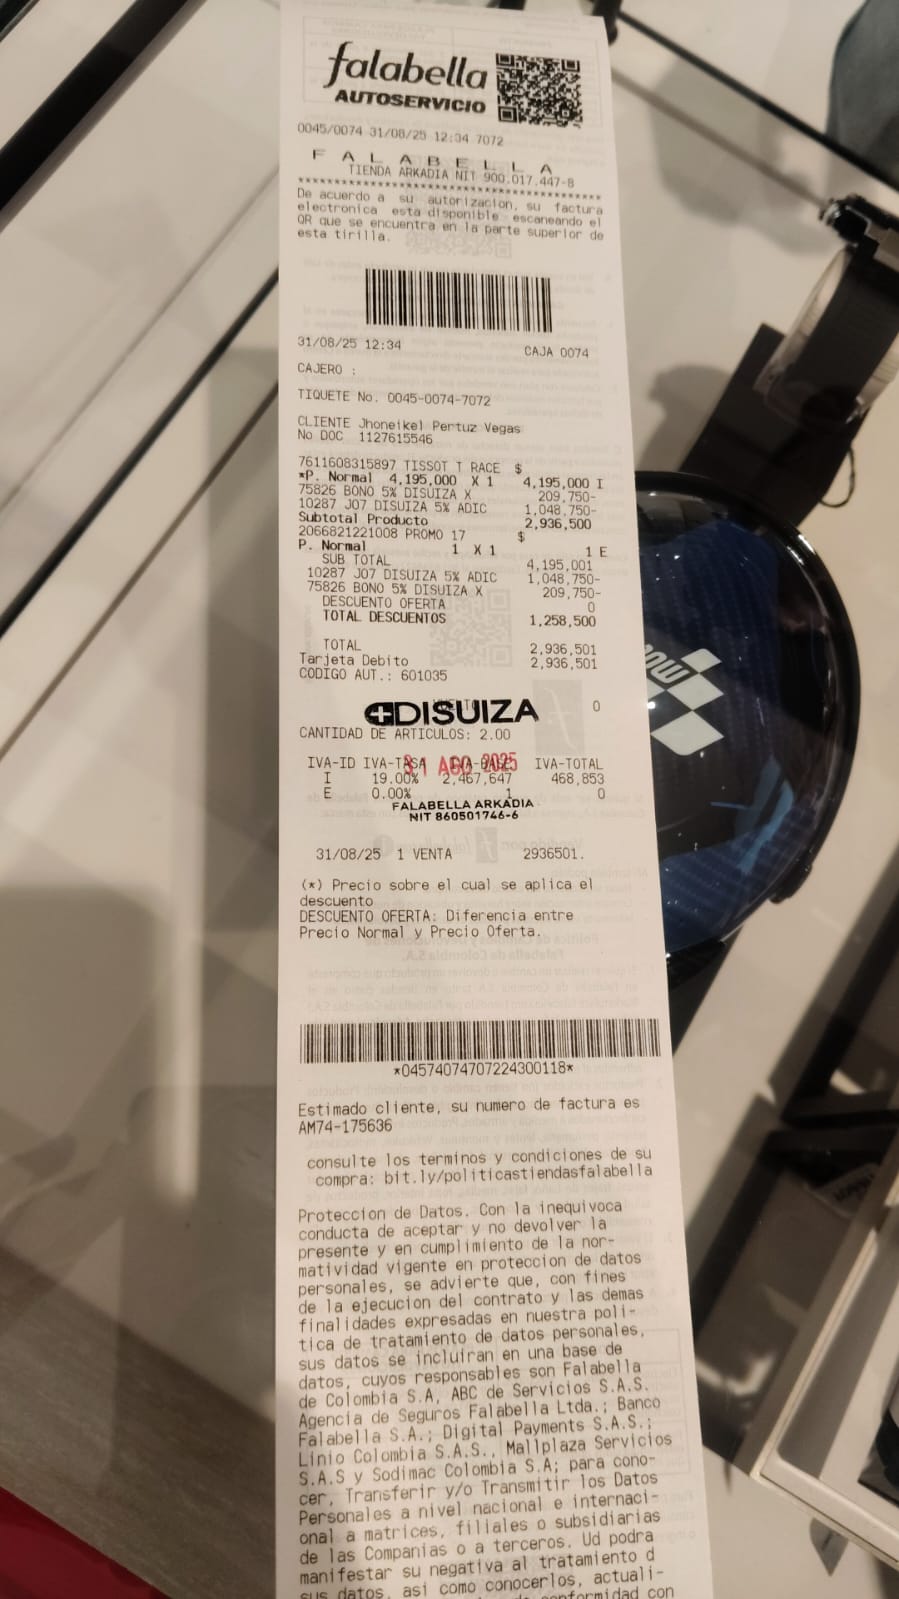 falabella
AUTOSERVICIO
0045/0074 31/08/25 12:34 7072
F A L A B E L L A
TIENDA ARKADIA NIT 900.017.447-8
****************************************
De acuerdo a su autorizacion, su factura
electronica esta disponible escaneando el
QR que se encuentra en la parte superior de
esta tirilla.
31/08/25 12:34 CAJA 0074
CAJERO :
TIQUETE No. 0045-0074-7072
CLIENTE Jhoneikel Pertuz Vegas
No DOC 1127615546
7611608315897 TISSOT T RACE $
*P. Normal 4,195,000 X 1 4,195,000 I
75826 BONO 5% DISUIZA X 209,750-
10287 JO7 DISUIZA 5% ADIC 1,048,750-
Subtotal Producto 2,936,500
2066821221008 PROMO 17 $
P. Normal 1 X 1 1 E
SUB TOTAL 4,195,001
10287 JO7 DISUIZA 5% ADIC 1,048,750-
75826 BONO 5% DISUIZA X 209,750-
DESCUENTO OFERTA 0
TOTAL DESCUENTOS 1,258,500
TOTAL 2,936,501
Tarjeta Debito 2,936,501
CODIGO AUT.: 601035
VUELTO 0
DISUIZA
CANTIDAD DE ARTICULOS: 2.00
IVA-ID IVA-TASA IVA-BASE IVA-TOTAL
31 AGO 2025
I 19.00% 2,467,647 468,853
E 0.00% 1 0
FALABELLA ARKADIA
NIT 860501746-6
31/08/25 1 VENTA 2936501.
(*) Precio sobre el cual se aplica el
descuento
DESCUENTO OFERTA: Diferencia entre
Precio Normal y Precio Oferta.
*04574074707224300118*
Estimado cliente, su numero de factura es
AM74-175636
consulte los terminos y condiciones de su
compra: bit.ly/politicastiendasfalabella
Proteccion de Datos. Con la inequivoca
conducta de aceptar y no devolver la
presente y en cumplimiento de la nor-
matividad vigente en proteccion de datos
personales, se advierte que, con fines
de la ejecucion del contrato y las demas
finalidades expresadas en nuestra poli-
tica de tratamiento de datos personales,
sus datos se incluiran en una base de
datos, cuyos responsables son Falabella
de Colombia S.A, ABC de Servicios S.A.S.
Agencia de Seguros Falabella Ltda.; Banco
Falabella S.A.; Digital Payments S.A.S.;
Linio Colombia S.A.S., Mallplaza Servicios
S.A.S y Sodimac Colombia S.A; para cono-
cer, Transferir y/o Transmitir los Datos
Personales a nivel nacional e internaci-
onal a matrices, filiales o subsidiarias
de las Companias o a terceros. Ud podra
manifestar su negativa al tratamiento d
sus datos, asi como conocerlos, actuali-
conformidad con